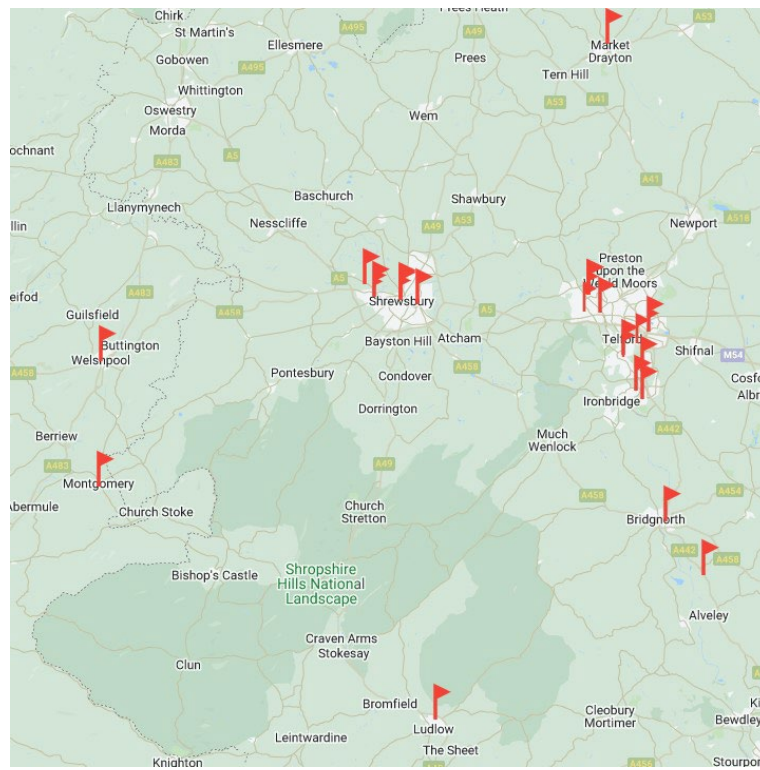 Chirk
St Martin's
Gobowen
A495
Whittington
Oswestry
Morda
ochnant
A483
A5
Llanymynech
llin
A483
eifod
Guilsfield
A458
Buttington
Welshpool
A458
Berriew
A483
Montgomery
Abermule
Church Stoke
Ellesmere
A495
A49
Prees
Wem
Baschurch
Nesscliffe
Shawbury
A49
A53
A5
Shrewsbury
Bayston Hill
Atcham
A5
A458
Condover
Pontesbury
Dorrington
A53
Market
Drayton
Tern Hill
A53
A41
A41
Newport
A518
Preston
upon the
Weald Moors
Telford
Shifnal
M54
Cosfo
Albr
Ironbridge
A442
Much
Wenlock
A49
A458
A454
Church
Stretton
Bridgnorth
A442
A458
Alveley
Shropshire
Hills National
Landscape
Bishop's Castle
Craven Arms
Stokesay
Clun
Bromfield
Ludlow
Leintwardine
The Sheet
Knighton
Cleobury
Mortimer
Ki
Bewdley
A456
Stourpor